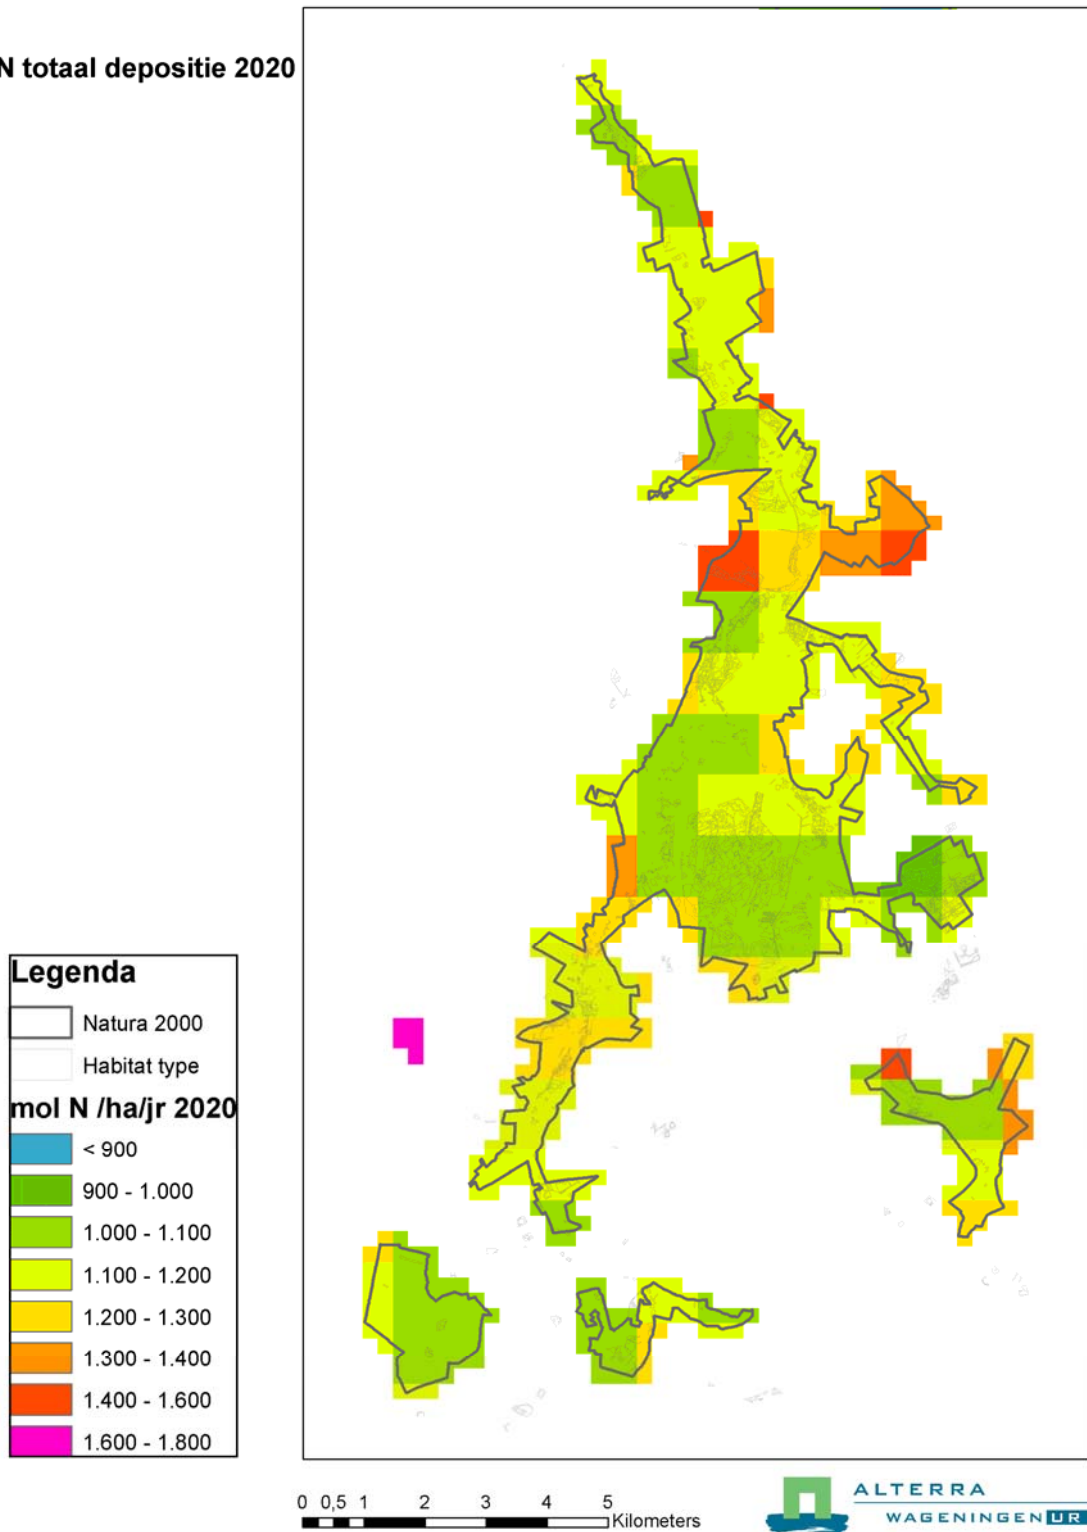 N totaal depositie 2020
Legenda
Natura 2000
Habitat type
mol N /ha/jr 2020
< 900
900 - 1.000
1.000 - 1.100
1.100 - 1.200
1.200 - 1.300
1.300 - 1.400
1.400 - 1.600
1.600 - 1.800
0 0,5 1 2 3 4 5
Kilometers
ALTERRA
WAGENINGEN UR